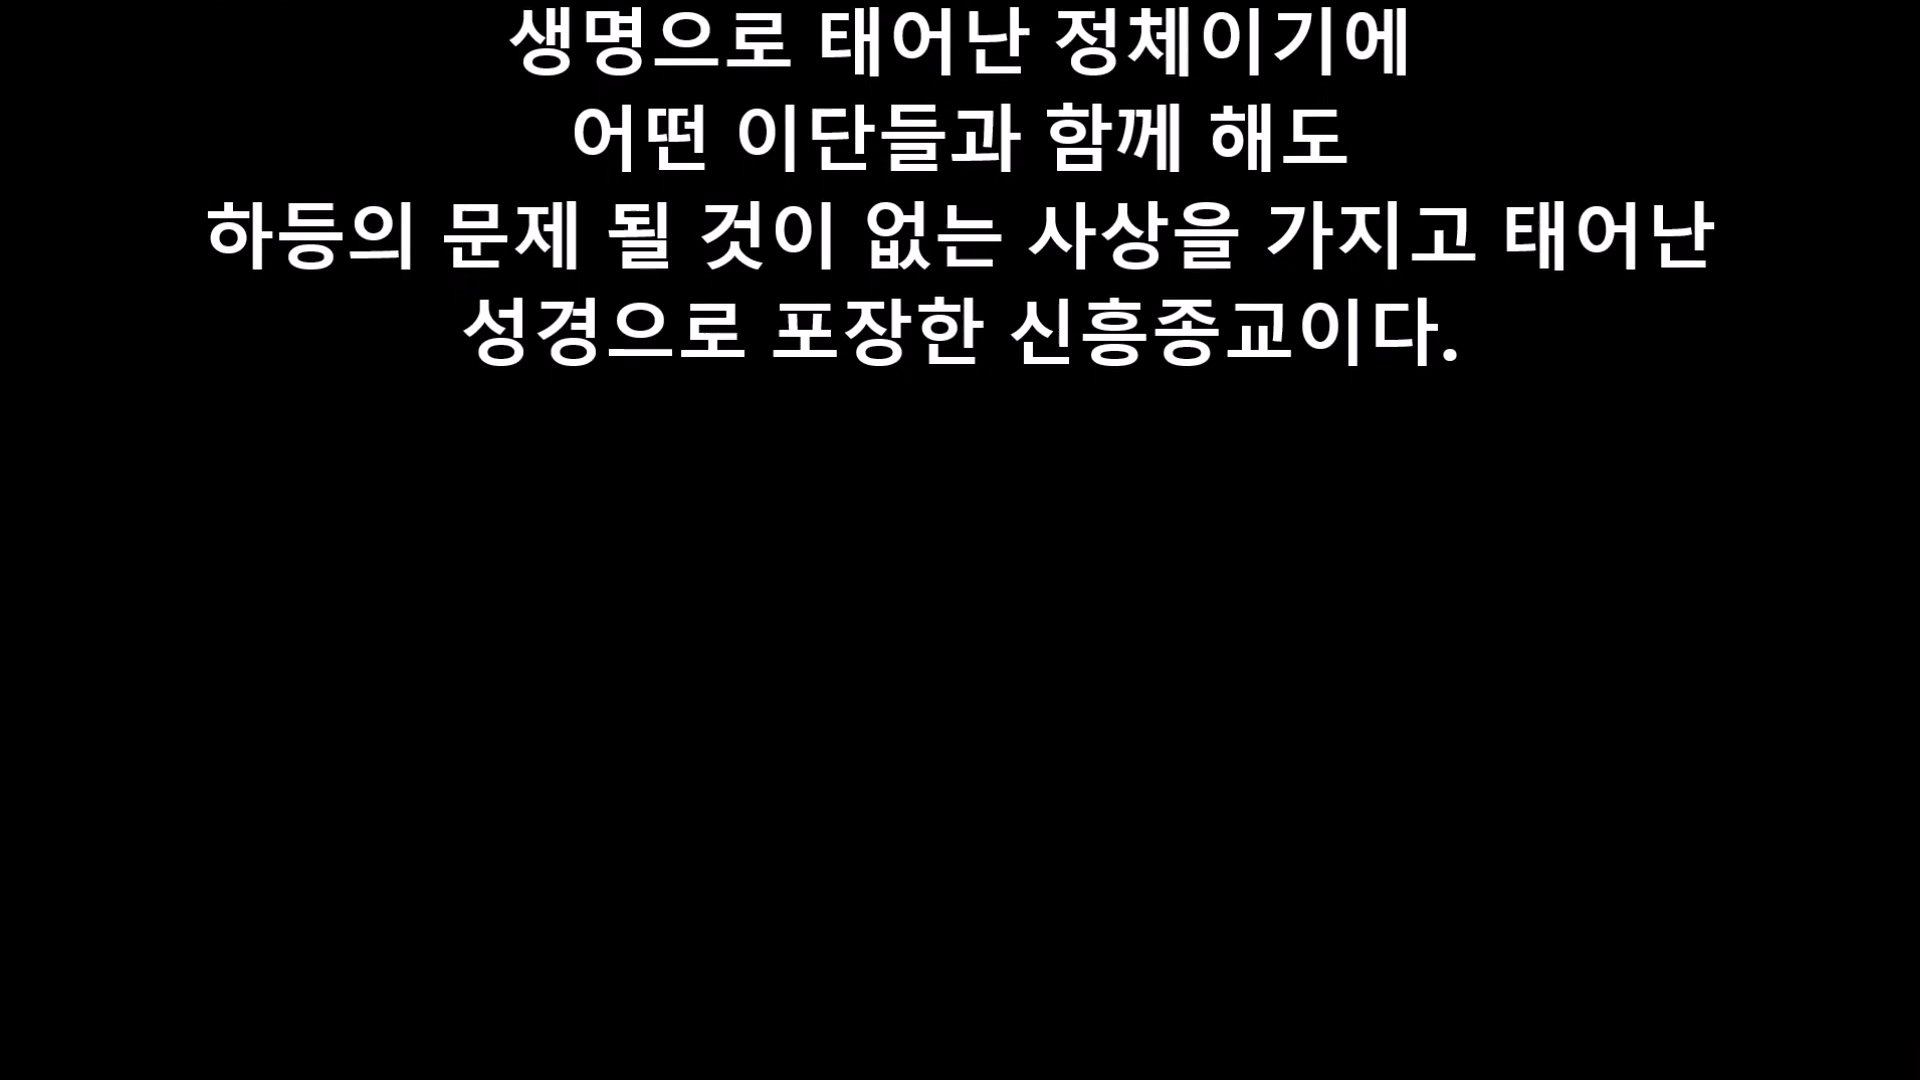 생명으로 태어난 정체이기에
어떤 이단들과 함께 해도
하등의 문제 될 것이 없는 사상을 가지고 태어난
성경으로 포장한 신흥종교이다.